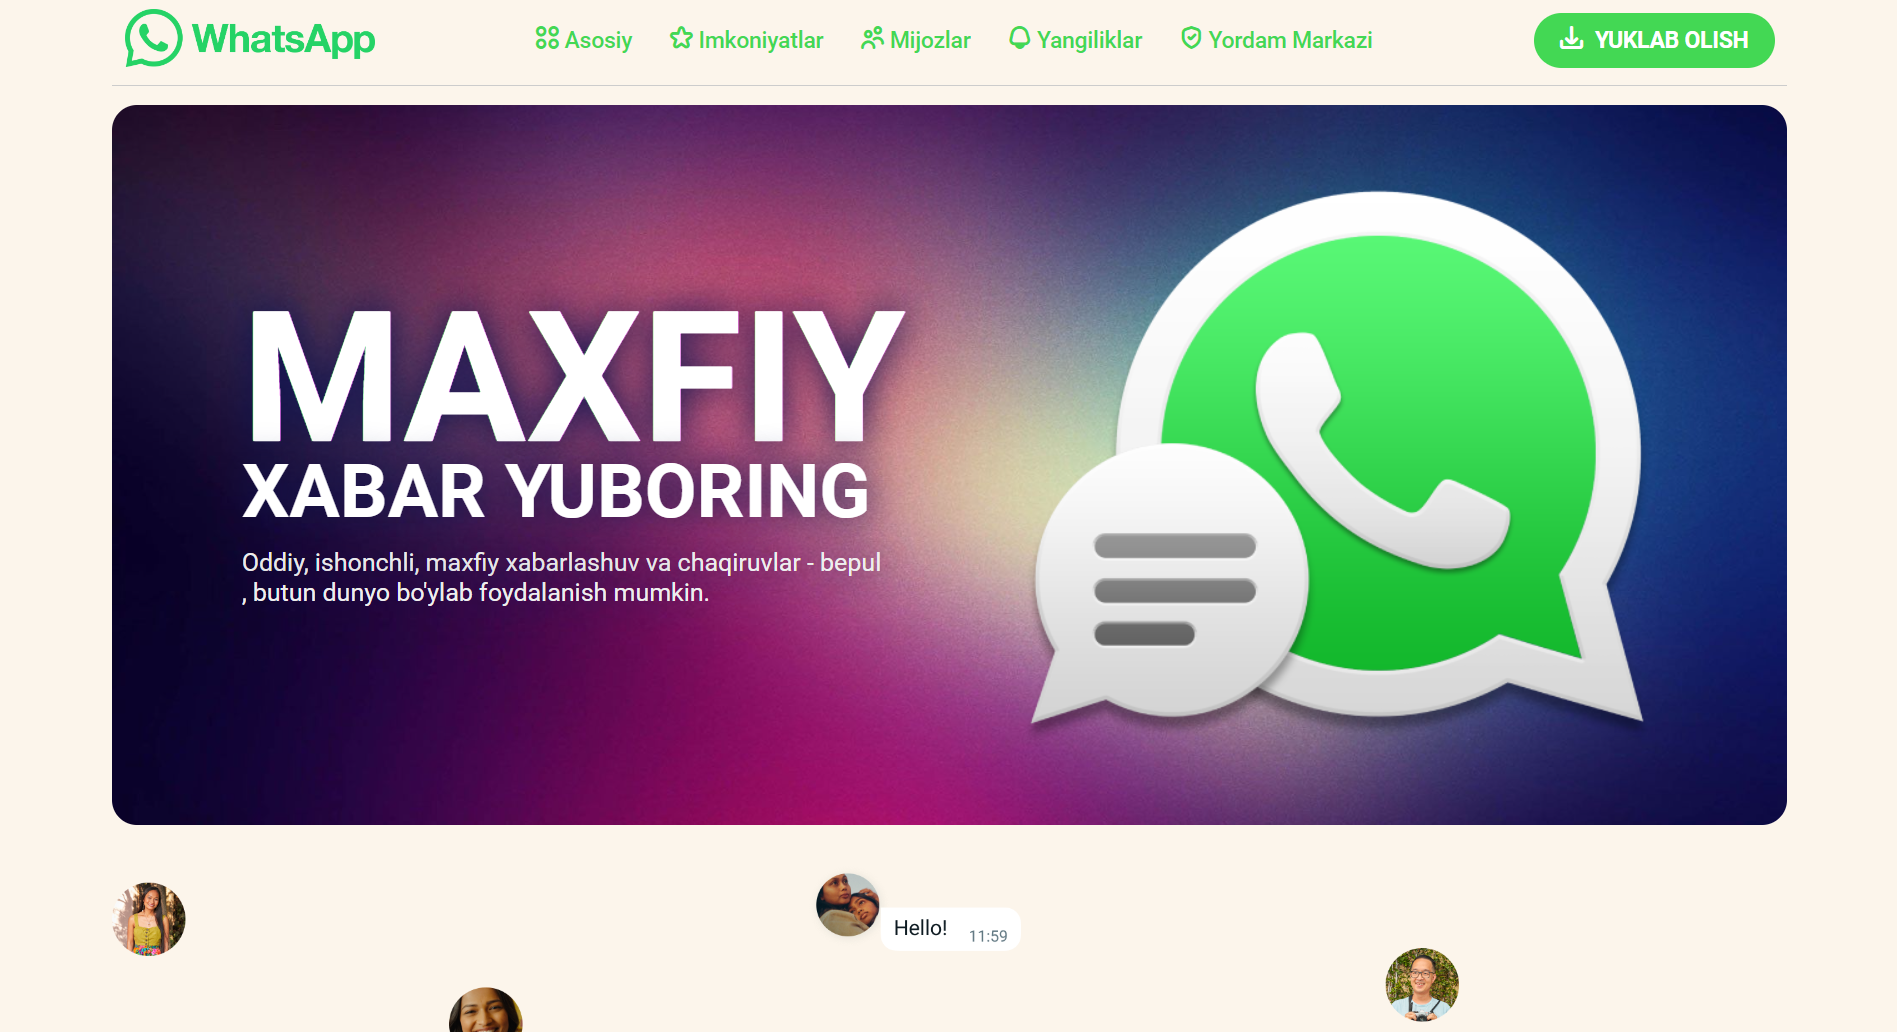 WhatsApp
Asosiy
Imkoniyatlar
Mijozlar
Yangiliklar
Yordam Markazi
YUKLAB OLISH
MAXFIY
XABAR YUBORING
Oddiy, ishonchli, maxfiy xabarlashuv va chaqiruvlar - bepul
, butun dunyo bo'ylab foydalanish mumkin.
Hello!
11:59